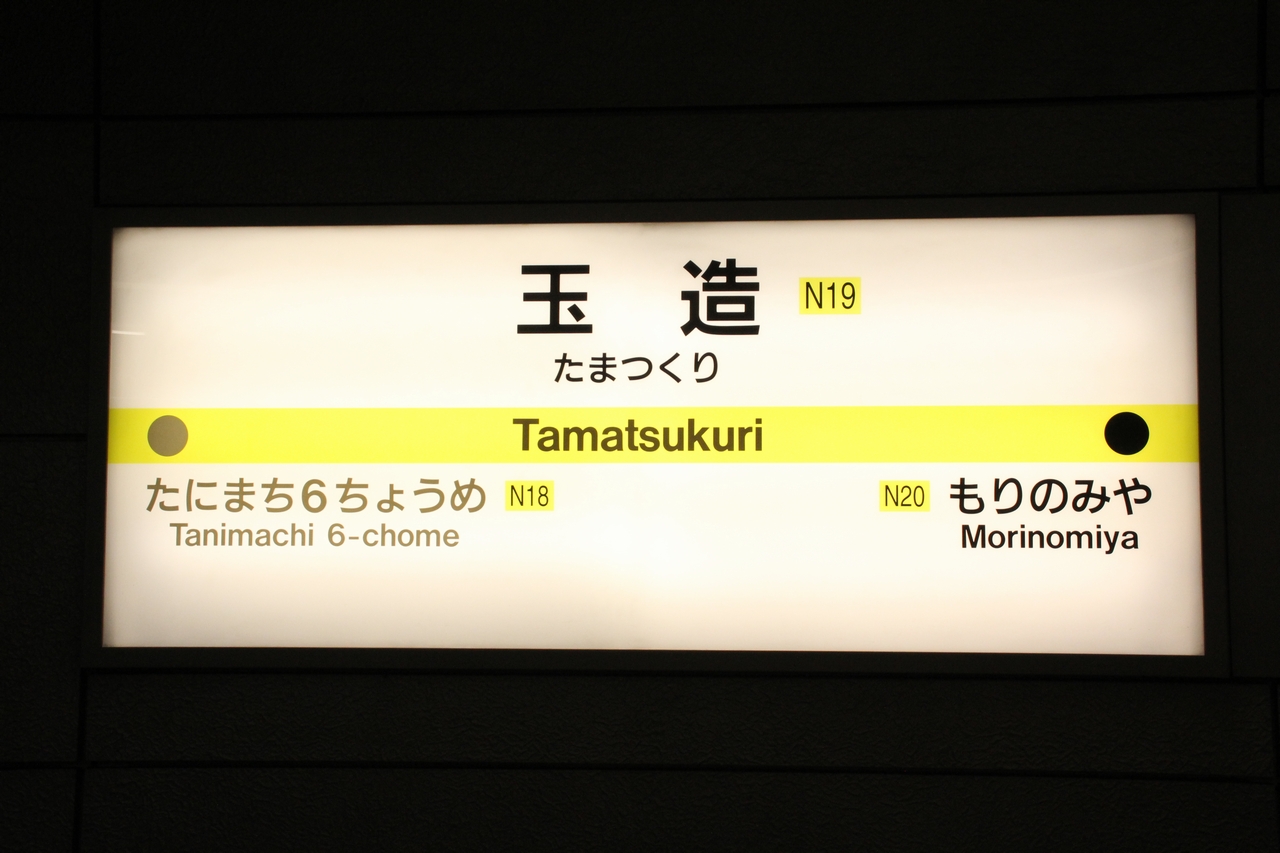 玉 造 N19
たまつくり
Tamatsukuri
たにまち6ちょうめ N18 N20 もりのみや
Tanimachi 6-chome Morinomiya